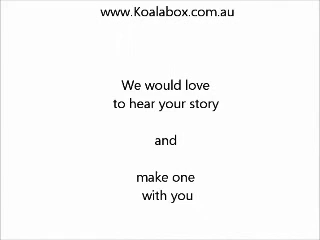 www.Koalabox.com.au
We would love
to hear your story
and
make one
with you